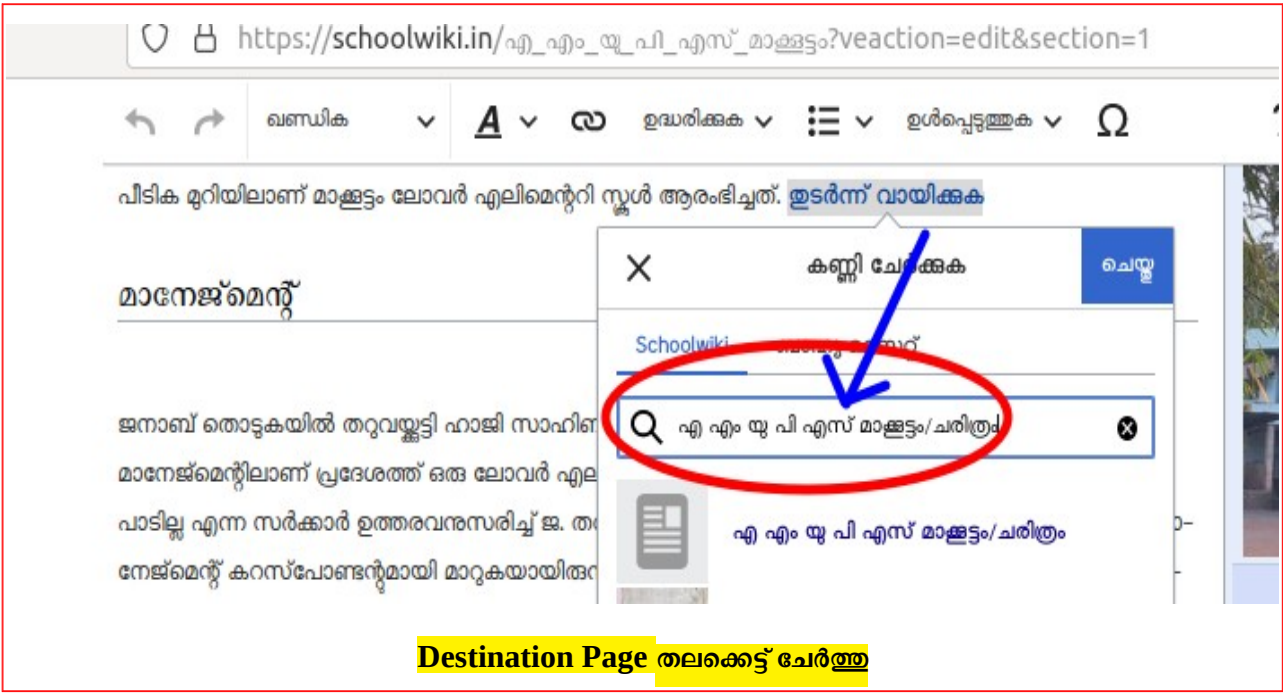 https://schoolwiki.in/എ_എം_യു_പി_എസ്_മാക്കൂട്ടം?veaction=edit&section=1
ഖണ്ഡിക A ഉദ്ധരിക്കുക ഉൾപ്പെടുത്തുക Ω
പീടിക മുറിയിലാണ് മാക്കൂട്ടം ലോവർ എലിമെന്ററി സ്കൂൾ ആരംഭിച്ചത്. തുടർന്ന് വായിക്കുക
കണ്ണി ചേർക്കുക ചെയ്തു
മാനേജ്മെന്റ്
Schoolwiki
ജനാബ് തൊടുകയിൽ തറുവയ്ക്കുട്ടി ഹാജി സാഹിബ
എ എം യു പി എസ് മാക്കൂട്ടം/ചരിത്രം
മാനേജ്മെന്റിലാണ് പ്രദേശത്ത് ഒരു ലോവർ എല
പാടില്ല എന്ന സർക്കാർ ഉത്തരവനുസരിച്ച് ജ.
എ എം യു പി എസ് മാക്കൂട്ടം/ചരിത്രം
നേജ്മെന്റ് കറസ്പോണ്ടന്റുമായി
Destination Page തലക്കെട്ട് ചേർത്തു